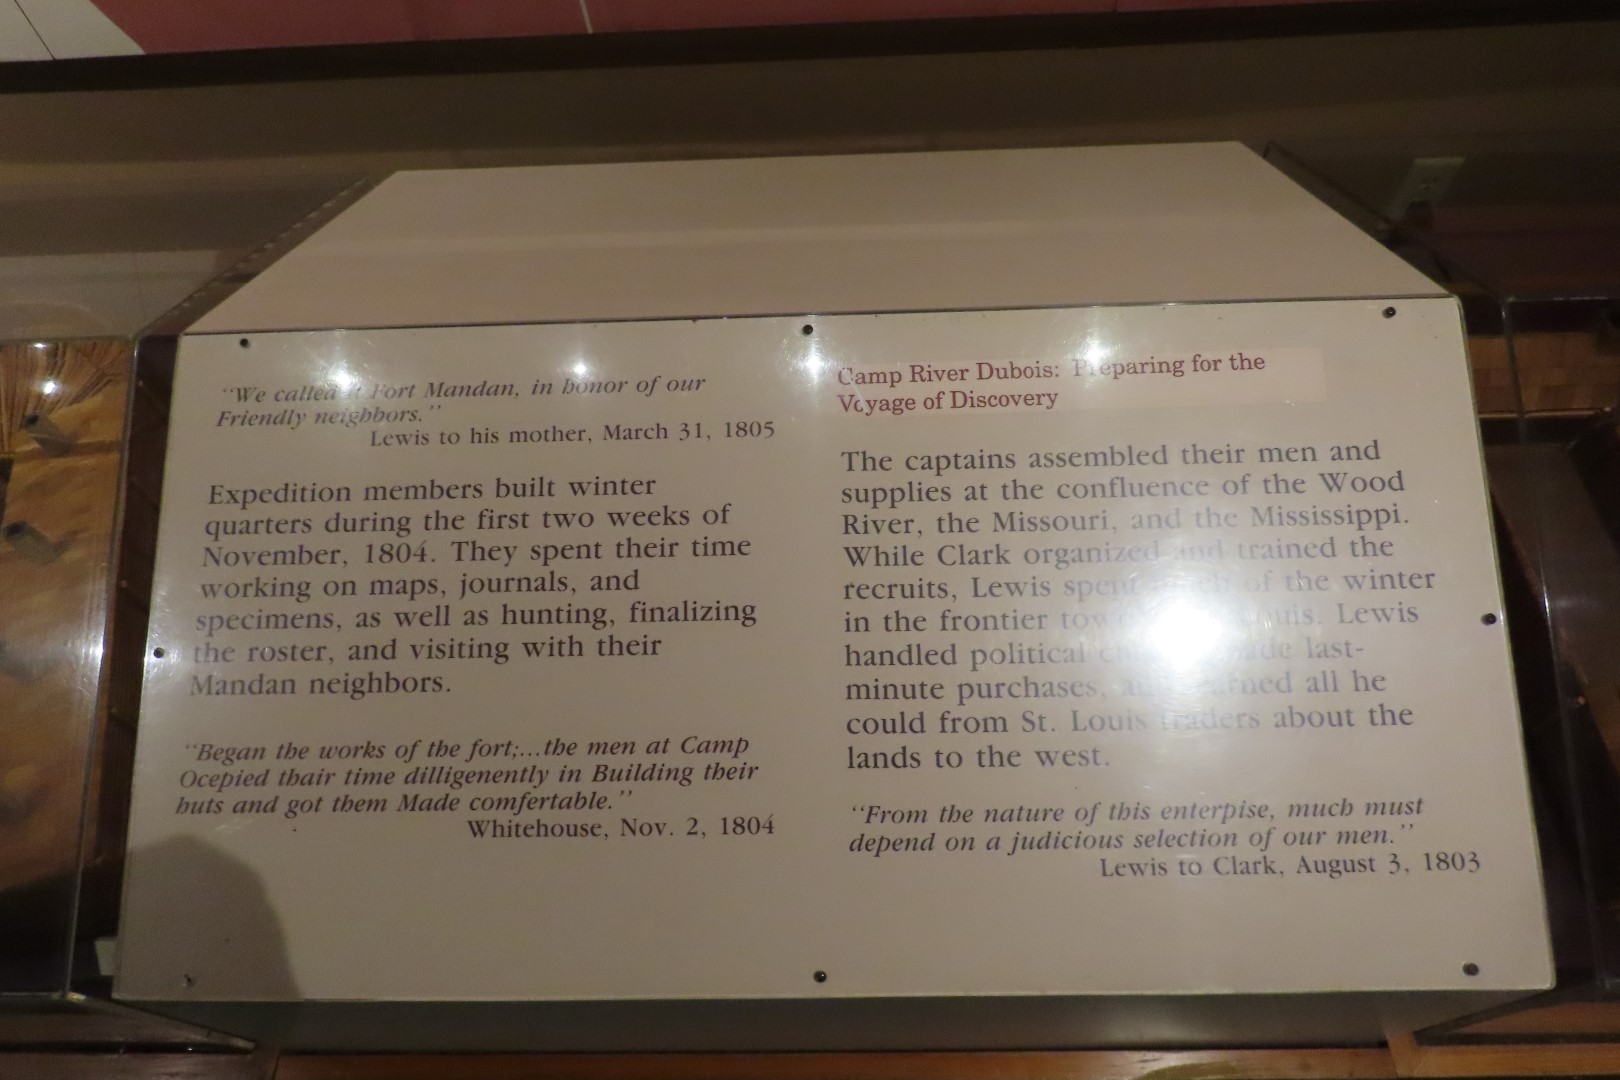 "We called it Fort Mandan, in honor of our
Friendly neighbors."
Lewis to his mother, March 31, 1805
Expedition members built winter
quarters during the first two weeks of
November, 1804. They spent their time
working on maps, journals, and
specimens, as well as hunting, finalizing
the roster, and visiting with their
Mandan neighbors.
"Began the works of the fort;...the men at Camp
Ocepied thair time dilligenently in Building their
huts and got them Made comfertable."
Whitehouse, Nov. 2, 1804
Camp River Dubois: Preparing for the
Voyage of Discovery
The captains assembled their men and
supplies at the confluence of the Wood
River, the Missouri, and the Mississippi.
While Clark organized and trained the
recruits, Lewis spent much of the winter
in the frontier Lewis
handled political last-
minute purchases, all he
could from St. Louis traders about the
lands to the west.
"From the nature of this enterpise, much must
depend on a judicious selection of our men."
Lewis to Clark, August 3, 1803